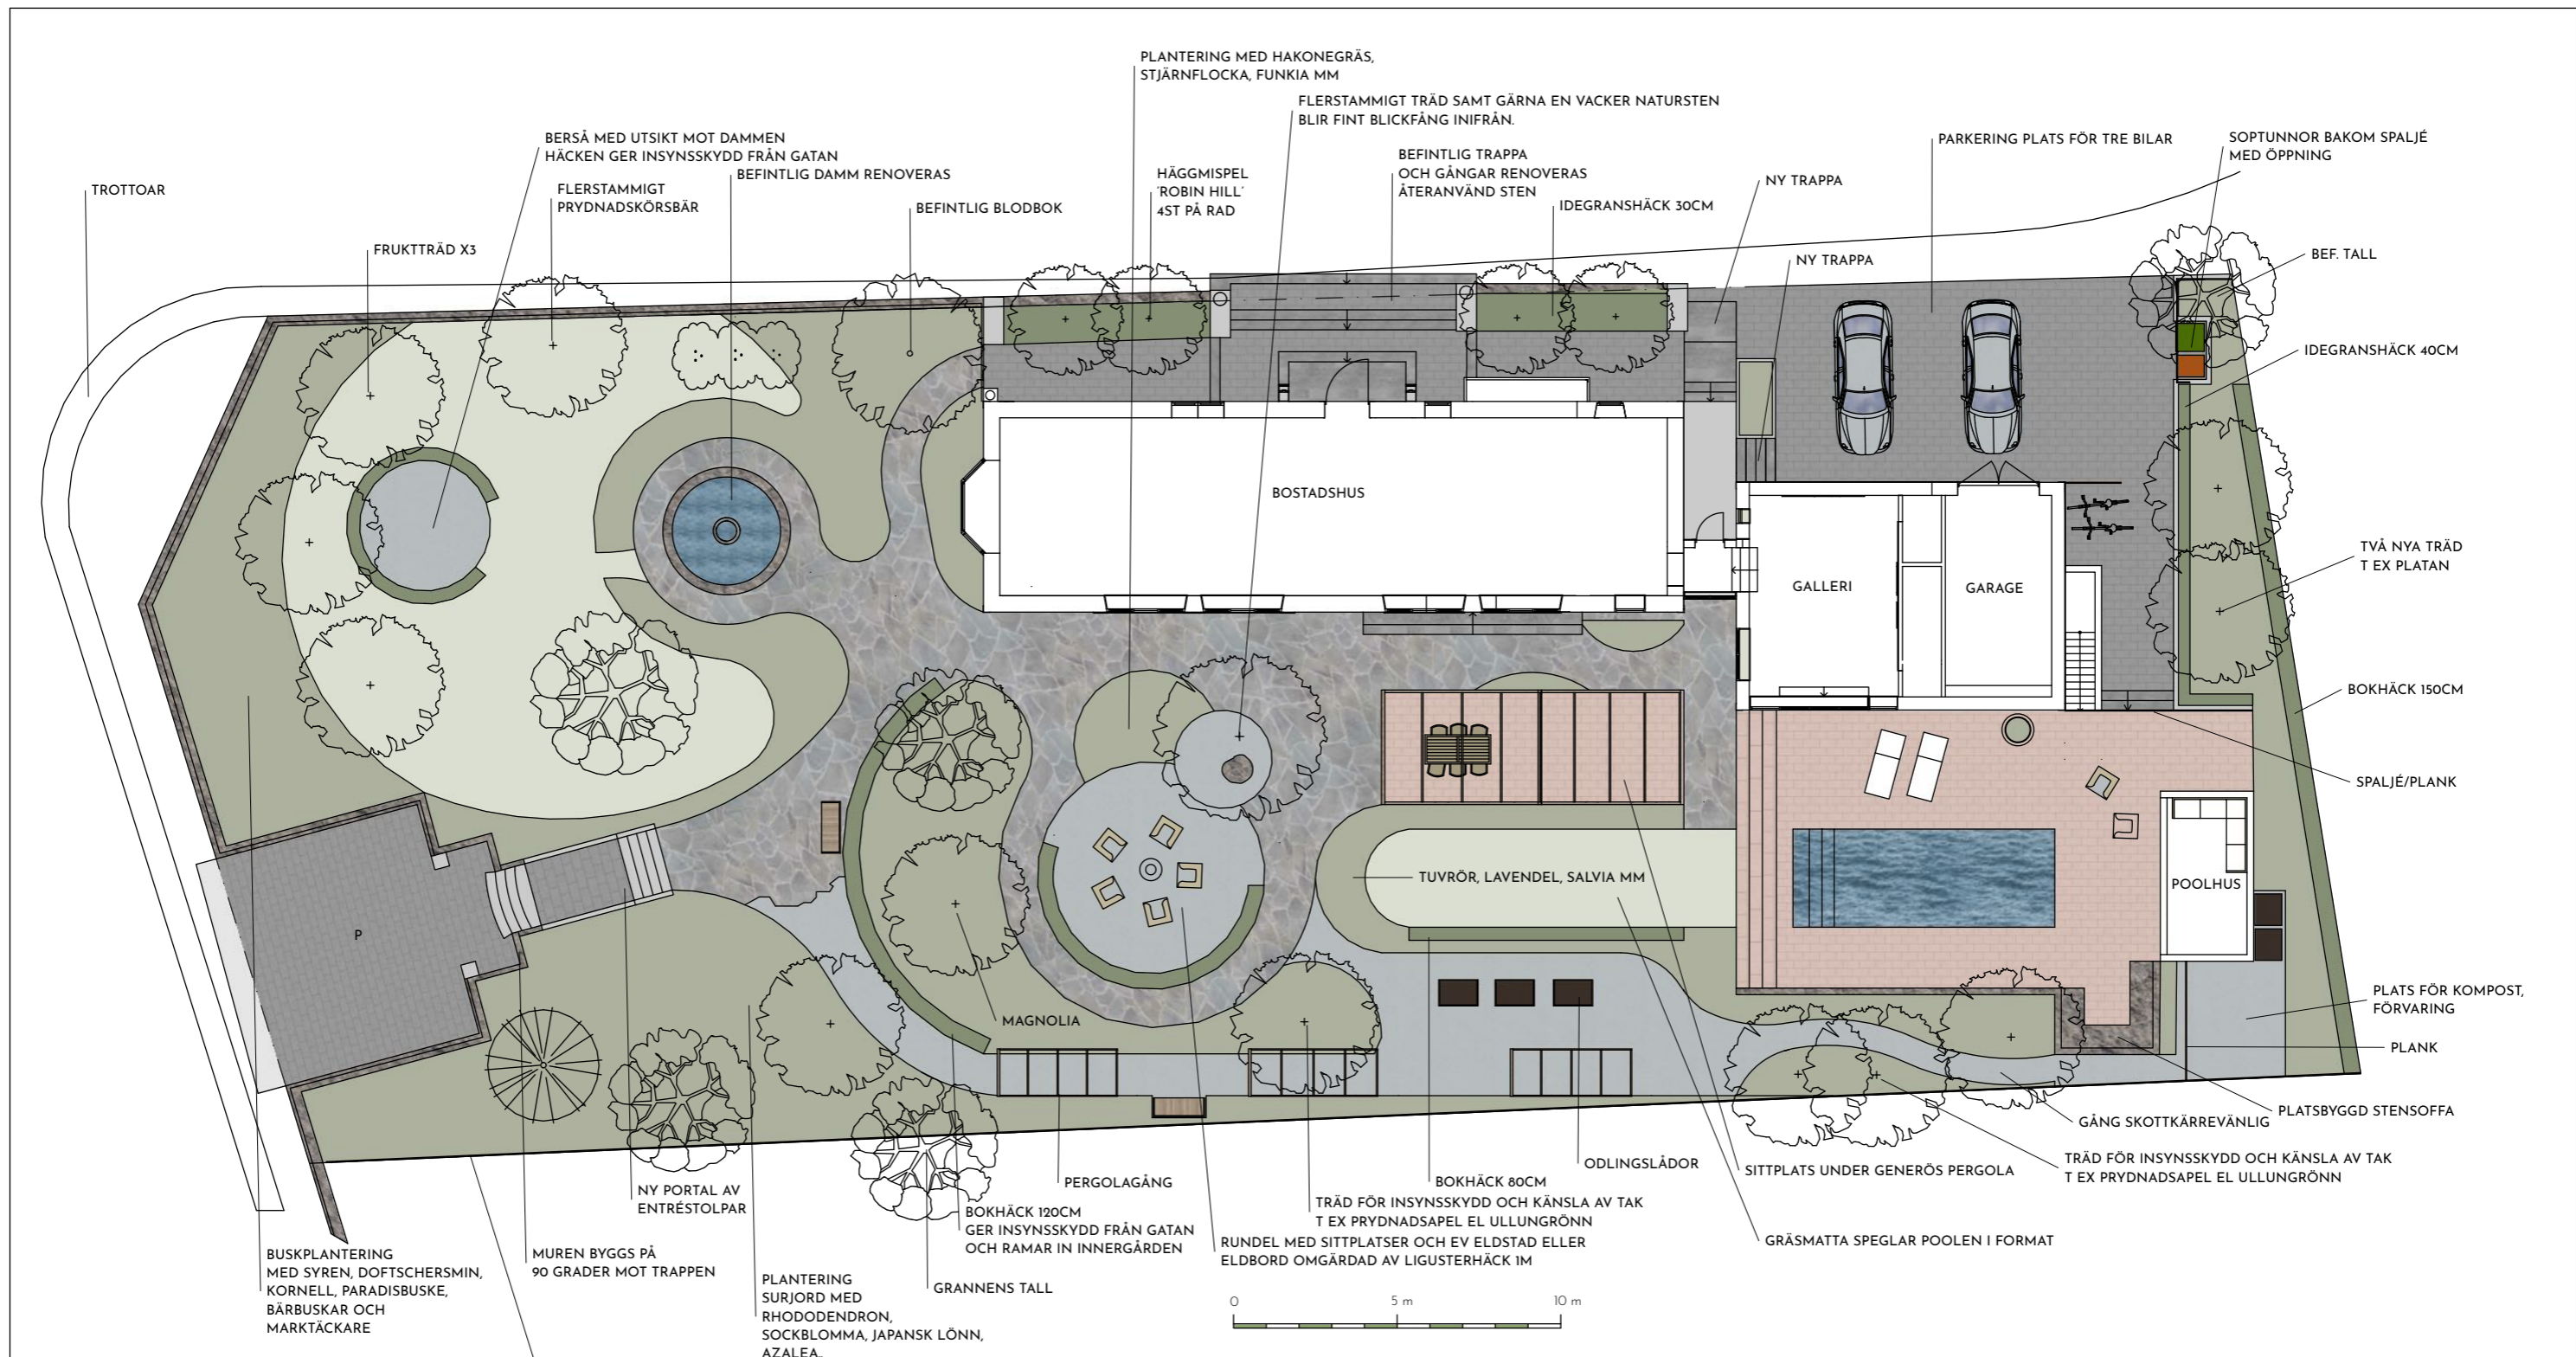 PLANTERING MED HAKONEGRÄS,
STJÄRNFLOCKA, FUNKIA MM
FLERSTAMMIGT TRÄD SAMT GÄRNA EN VACKER NATURSTEN
BLIR FINT BLICKFÅNG INIFRÅN.
BERSÅ MED UTSIKT MOT DAMMEN
HÄCKEN GER INSYNSSKYDD FRÅN GATAN
BEFINTLIG DAMM RENOVERAS
TROTTOAR
FLERSTAMMIGT
PRYDNADSKÖRSBÄR
FRUKTTRÄD X3
BEFINTLIG BLODBOK
HÄGGMISPEL
'ROBIN HILL'
4ST PÅ RAD
BEFINTLIG TRAPPA
OCH GÅNGAR RENOVERAS
ÅTERANVÄND STEN
IDEGRANSHÄCK 30CM
NY TRAPPA
NY TRAPPA
PARKERING PLATS FÖR TRE BILAR
SOPTUNNOR BAKOM SPALJÉ
MED ÖPPNING
BEF. TALL
IDEGRANSHÄCK 40CM
BOSTADSHUS
GALLERI
GARAGE
TVÅ NYA TRÄD
T EX PLATAN
BOKHÄCK 150CM
SPALJÉ/PLANK
TUVRÖR, LAVENDEL, SALVIA MM
POOLHUS
P
MAGNOLIA
PLATS FÖR KOMPOST,
FÖRVARING
PLANK
PLATSBYGGD STENSOFFA
GÅNG SKOTTKÄRREVÄNLIG
TRÄD FÖR INSYNSSKYDD OCH KÄNSLA AV TAK
T EX PRYDNADSAPEL EL ULLUNGRÖNN
SITTPLATS UNDER GENERÖS PERGOLA
ODLINGSLÅDOR
BOKHÄCK 80CM
TRÄD FÖR INSYNSSKYDD OCH KÄNSLA AV TAK
T EX PRYDNADSAPEL EL ULLUNGRÖNN
PERGOLAGÅNG
NY PORTAL AV
ENTRÉSTOLPAR
BOKHÄCK 120CM
GER INSYNSSKYDD FRÅN GATAN
OCH RAMAR IN INNERGÅRDEN
RUNDEL MED SITTPLATSER OCH EV ELDSTAD ELLER
ELDBORD OMGÄRDAD AV LIGUSTERHÄCK 1M
GRÄSMATTA SPEGLAR POOLEN I FORMAT
BUSKPLANTERING
MED SYREN, DOFTSCHERSMIN,
KORNELL, PARADISBUSKE,
BÄRBUSKAR OCH
MARKTÄCKARE
MUREN BYGGS PÅ
90 GRADER MOT TRAPPEN
PLANTERING
SURJORD MED
RHODODENDRON,
SOCKBLOMMA, JAPANSK LÖNN,
AZALEA..
GRANNENS TALL
0 5 m 10 m